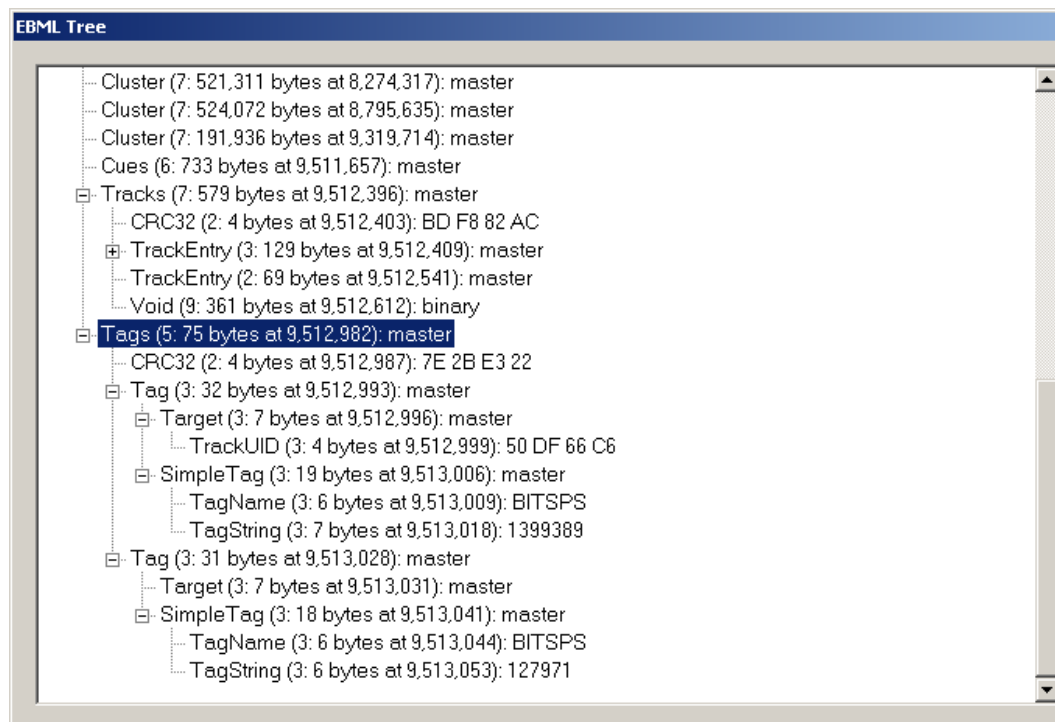 EBML Tree
Cluster (7: 521,311 bytes at 8,274,317): master
Cluster (7: 524,072 bytes at 8,795,635): master
Cluster (7: 191,936 bytes at 9,319,714): master
Cues (6: 733 bytes at 9,511,657): master
Tracks (7: 579 bytes at 9,512,396): master
CRC32 (2: 4 bytes at 9,512,403): BD F8 82 AC
TrackEntry (3: 129 bytes at 9,512,409): master
TrackEntry (2: 69 bytes at 9,512,541): master
Void (9: 361 bytes at 9,512,612): binary
Tags (5: 75 bytes at 9,512,982): master
CRC32 (2: 4 bytes at 9,512,987): 7E 2B E3 22
Tag (3: 32 bytes at 9,512,993): master
Target (3: 7 bytes at 9,512,996): master
TrackUID (3: 4 bytes at 9,512,999): 50 DF 66 C6
SimpleTag (3: 19 bytes at 9,513,006): master
TagName (3: 6 bytes at 9,513,009): BITSPS
TagString (3: 7 bytes at 9,513,018): 1399389
Tag (3: 31 bytes at 9,513,028): master
Target (3: 7 bytes at 9,513,031): master
SimpleTag (3: 18 bytes at 9,513,041): master
TagName (3: 6 bytes at 9,513,044): BITSPS
TagString (3: 6 bytes at 9,513,053): 127971